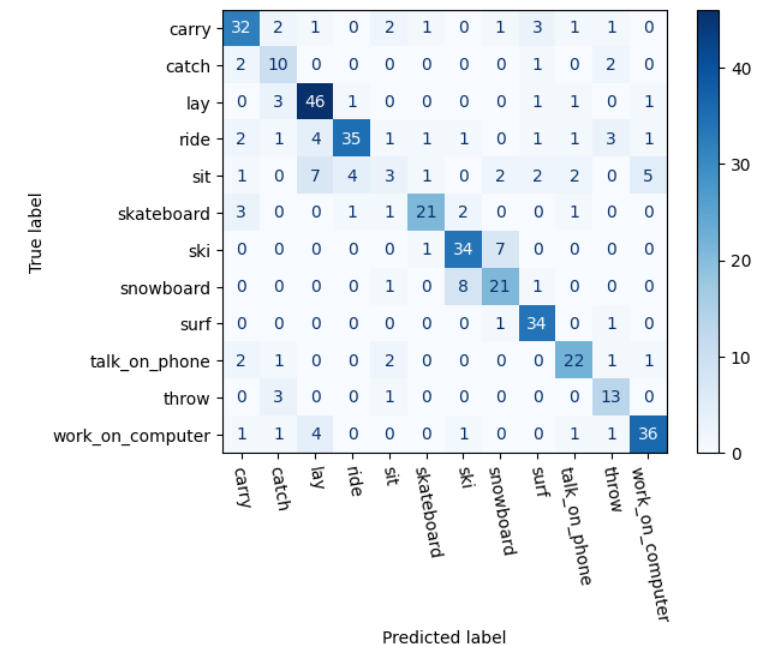 carry 32 2 1 0 2 1 0 1 3 1 1 0
catch 2 10 0 0 0 0 0 0 1 0 2 0
lay 0 3 46 1 0 0 0 0 1 1 0 1
ride 2 1 4 35 1 1 1 0 1 1 3 1
sit 1 0 7 4 3 1 0 2 2 2 0 5
skateboard 3 0 0 1 1 21 2 0 0 1 0 0
ski 0 0 0 0 0 1 34 7 0 0 0 0
snowboard 0 0 0 0 1 0 8 21 1 0 0 0
surf 0 0 0 0 0 0 0 1 34 0 1 0
talk_on_phone 2 1 0 0 2 0 0 0 0 22 1 1
throw 0 3 0 0 1 0 0 0 0 0 13 0
work_on_computer 1 1 4 0 0 0 1 0 0 1 1 36
carry catch lay ride sit skateboard ski snowboard surf talk_on_phone throw work_on_computer
True label
Predicted label
40
30
20
10
0